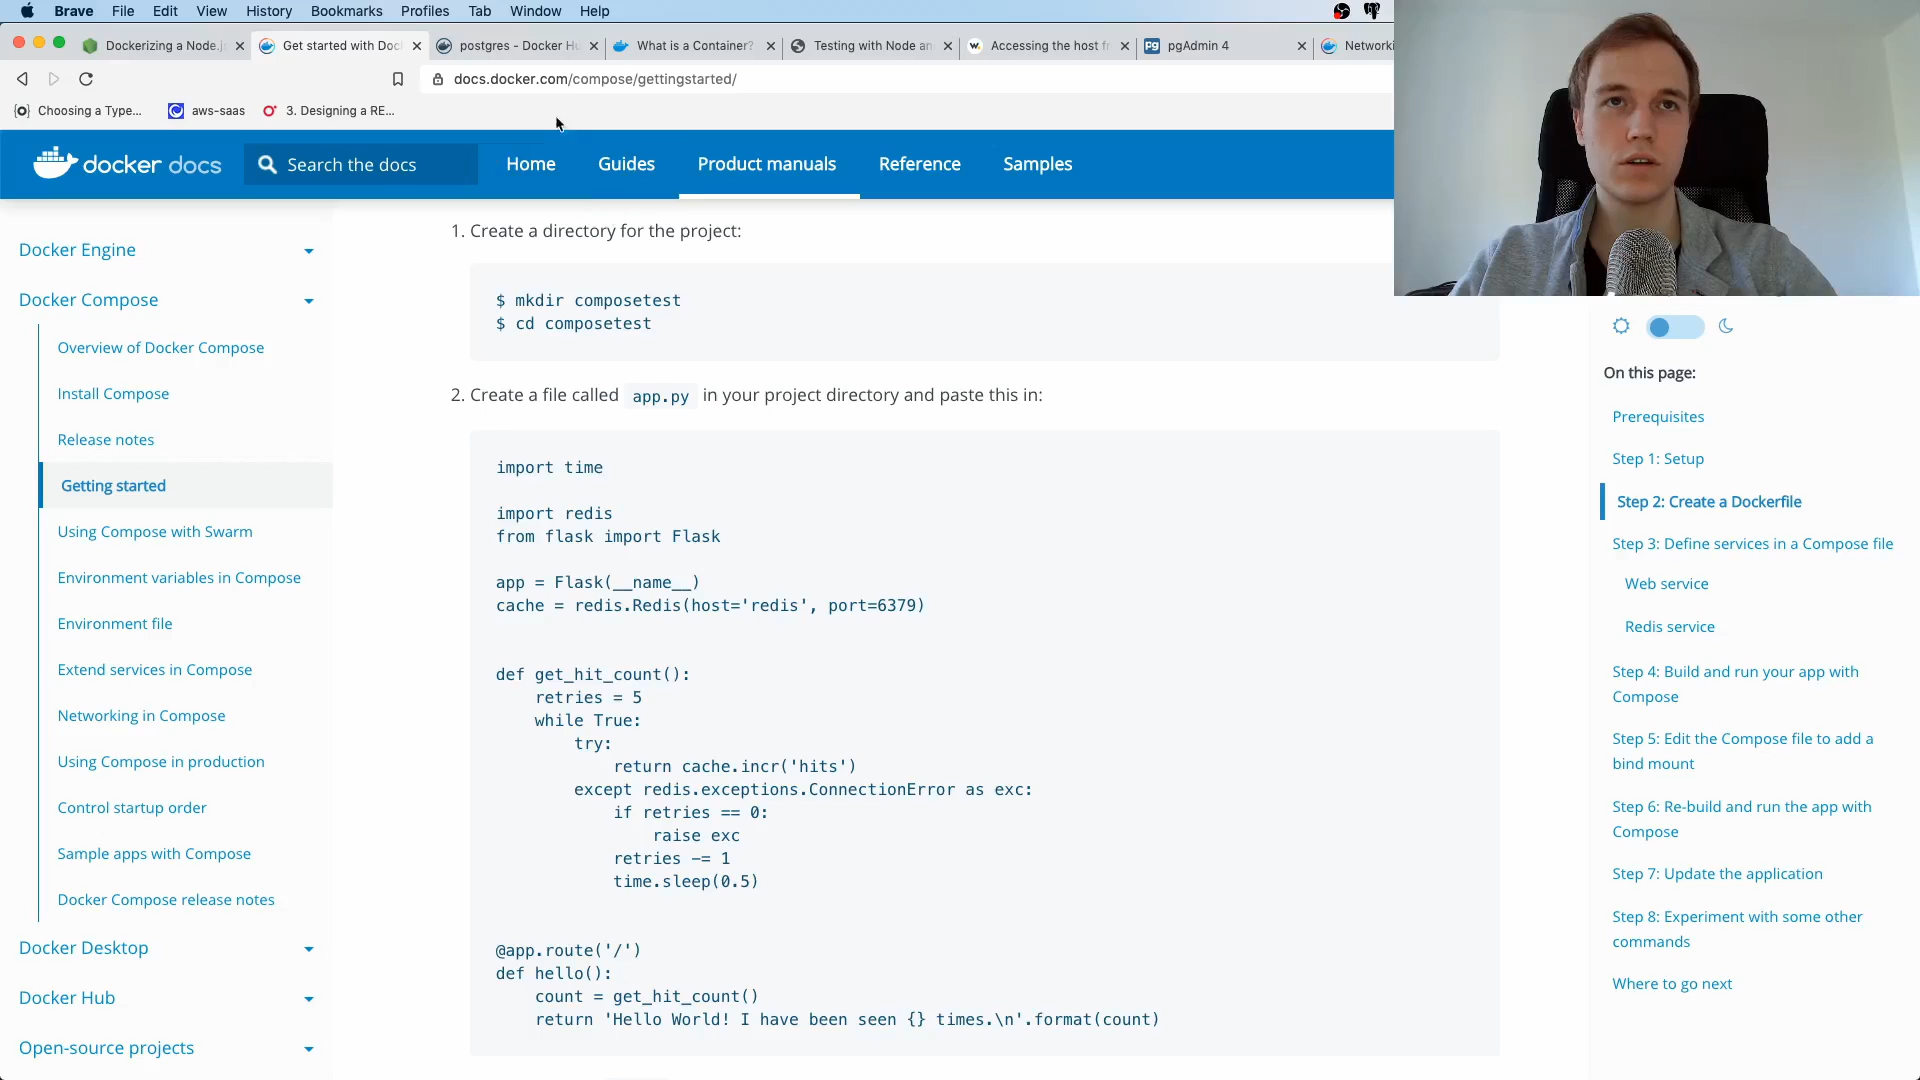 Brave File Edit View History Bookmarks Profiles Tab Window Help
Dockerizing a Node.j
Get started with Doc
postgres - Docker Hu
What is a Container?
Testing with Node an
Accessing the host fr
pgAdmin 4
Networki
docs.docker.com/compose/gettingstarted/
Choosing a Type...
aws-saas
3. Designing a RE...
docker docs
Search the docs
Home Guides Product manuals Reference Samples
Docker Engine
Docker Compose
Overview of Docker Compose
Install Compose
Release notes
Getting started
Using Compose with Swarm
Environment variables in Compose
Environment file
Extend services in Compose
Networking in Compose
Using Compose in production
Control startup order
Sample apps with Compose
Docker Compose release notes
Docker Desktop
Docker Hub
Open-source projects
1. Create a directory for the project:
$ mkdir composetest
$ cd composetest
2. Create a file called app.py in your project directory and paste this in:
import time
import redis
from flask import Flask
app = Flask(__name__)
cache = redis.Redis(host='redis', port=6379)
def get_hit_count():
retries = 5
while True:
try:
return cache.incr('hits')
except redis.exceptions.ConnectionError as exc:
if retries == 0:
raise exc
retries -= 1
time.sleep(0.5)
@app.route('/')
def hello():
count = get_hit_count()
return 'Hello World! I have been seen {} times.\n'.format(count)
On this page:
Prerequisites
Step 1: Setup
Step 2: Create a Dockerfile
Step 3: Define services in a Compose file
Web service
Redis service
Step 4: Build and run your app with
Compose
Step 5: Edit the Compose file to add a
bind mount
Step 6: Re-build and run the app with
Compose
Step 7: Update the application
Step 8: Experiment with some other
commands
Where to go next